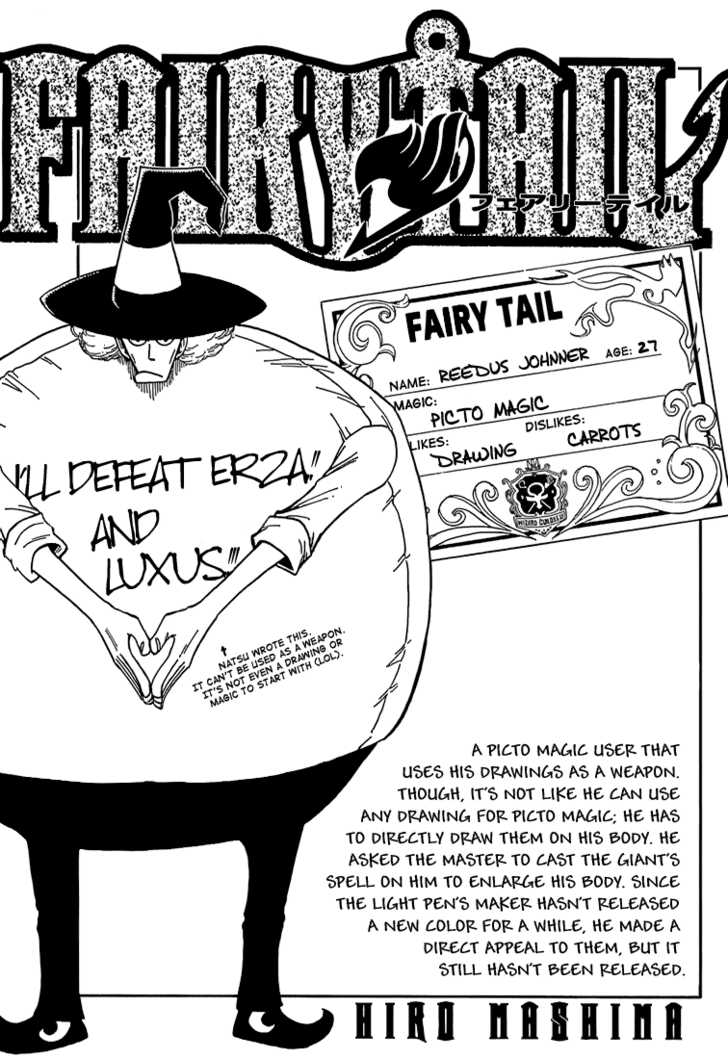 FAIRY TAIL
フェアリーテイル
FAIRY TAIL
NAME: REEDUS JOHNNER AGE: 27
MAGIC:
PICTO MAGIC
LIKES: DISLIKES:
DRAWING CARROTS
WIZARD GUILD
I'LL DEFEAT ERZA!!
AND
LUXUS!!!
NATSU WROTE THIS.
IT CAN'T BE USED AS A WEAPON.
IT'S NOT EVEN A DRAWING OR
MAGIC TO START WITH (LOL).
A PICTO MAGIC USER THAT
USES HIS DRAWINGS AS A WEAPON.
THOUGH, IT'S NOT LIKE HE CAN USE
ANY DRAWING FOR PICTO MAGIC; HE HAS
TO DIRECTLY DRAW THEM ON HIS BODY. HE
ASKED THE MASTER TO CAST THE GIANT'S
SPELL ON HIM TO ENLARGE HIS BODY. SINCE
THE LIGHT PEN'S MAKER HASN'T RELEASED
A NEW COLOR FOR A WHILE, HE MADE A
DIRECT APPEAL TO THEM, BUT IT
STILL HASN'T BEEN RELEASED.
HIRO MASHIMA